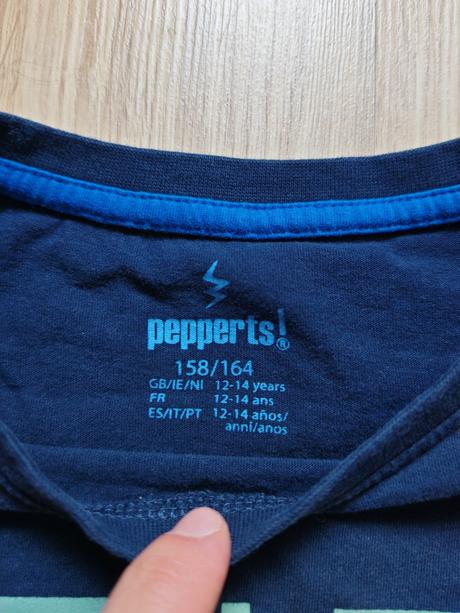 pepperts!®
158/164
GB/IE/NI 12-14 years
FR 12-14 ans
ES/IT/PT 12-14 años/
anni/anos